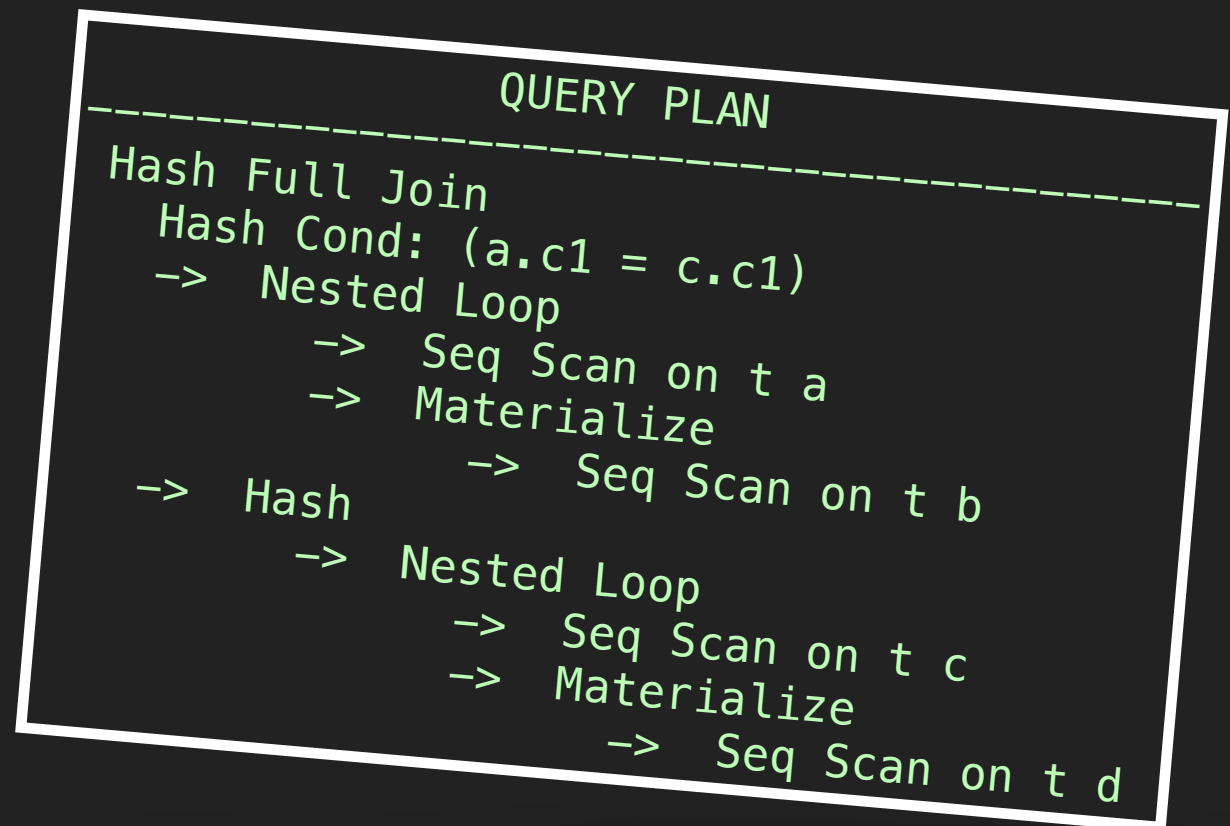 QUERY PLAN
-----------------------------------------
Hash Full Join
Hash Cond: (a.c1 = c.c1)
-> Nested Loop
-> Seq Scan on t a
-> Materialize
-> Seq Scan on t b
-> Hash
-> Nested Loop
-> Seq Scan on t c
-> Materialize
-> Seq Scan on t d